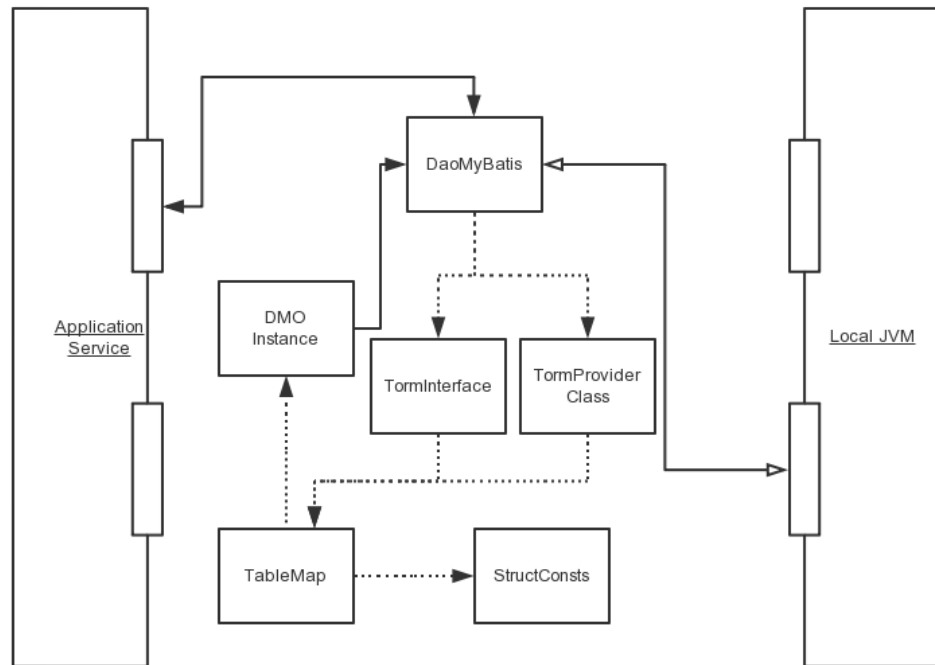 DaoMyBatis
DMO
Instance
Application
Service
TormInterface
TormProvider
Class
Local JVM
TableMap
StructConsts